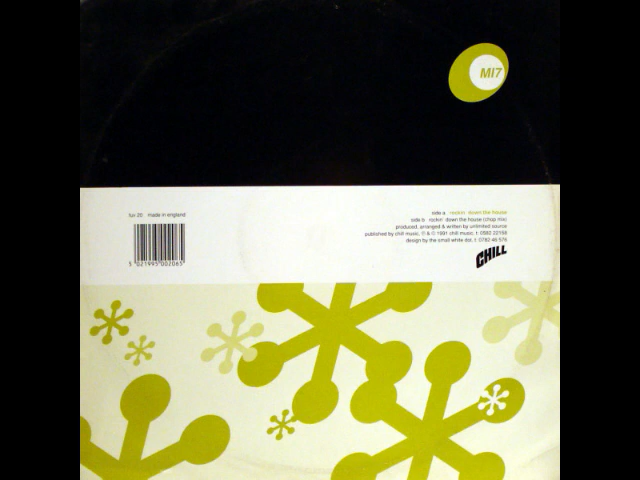 MI7
tuv 20 made in england
5 021995 002065
side a rockin' down the house
side b rockin' down the house (chop mix)
produced, arranged & written by unlimited source
published by chill music, ℗ & © 1991 chill music, t: 0582 22168
design by the small white dot, t: 0782 46 576
CHILL